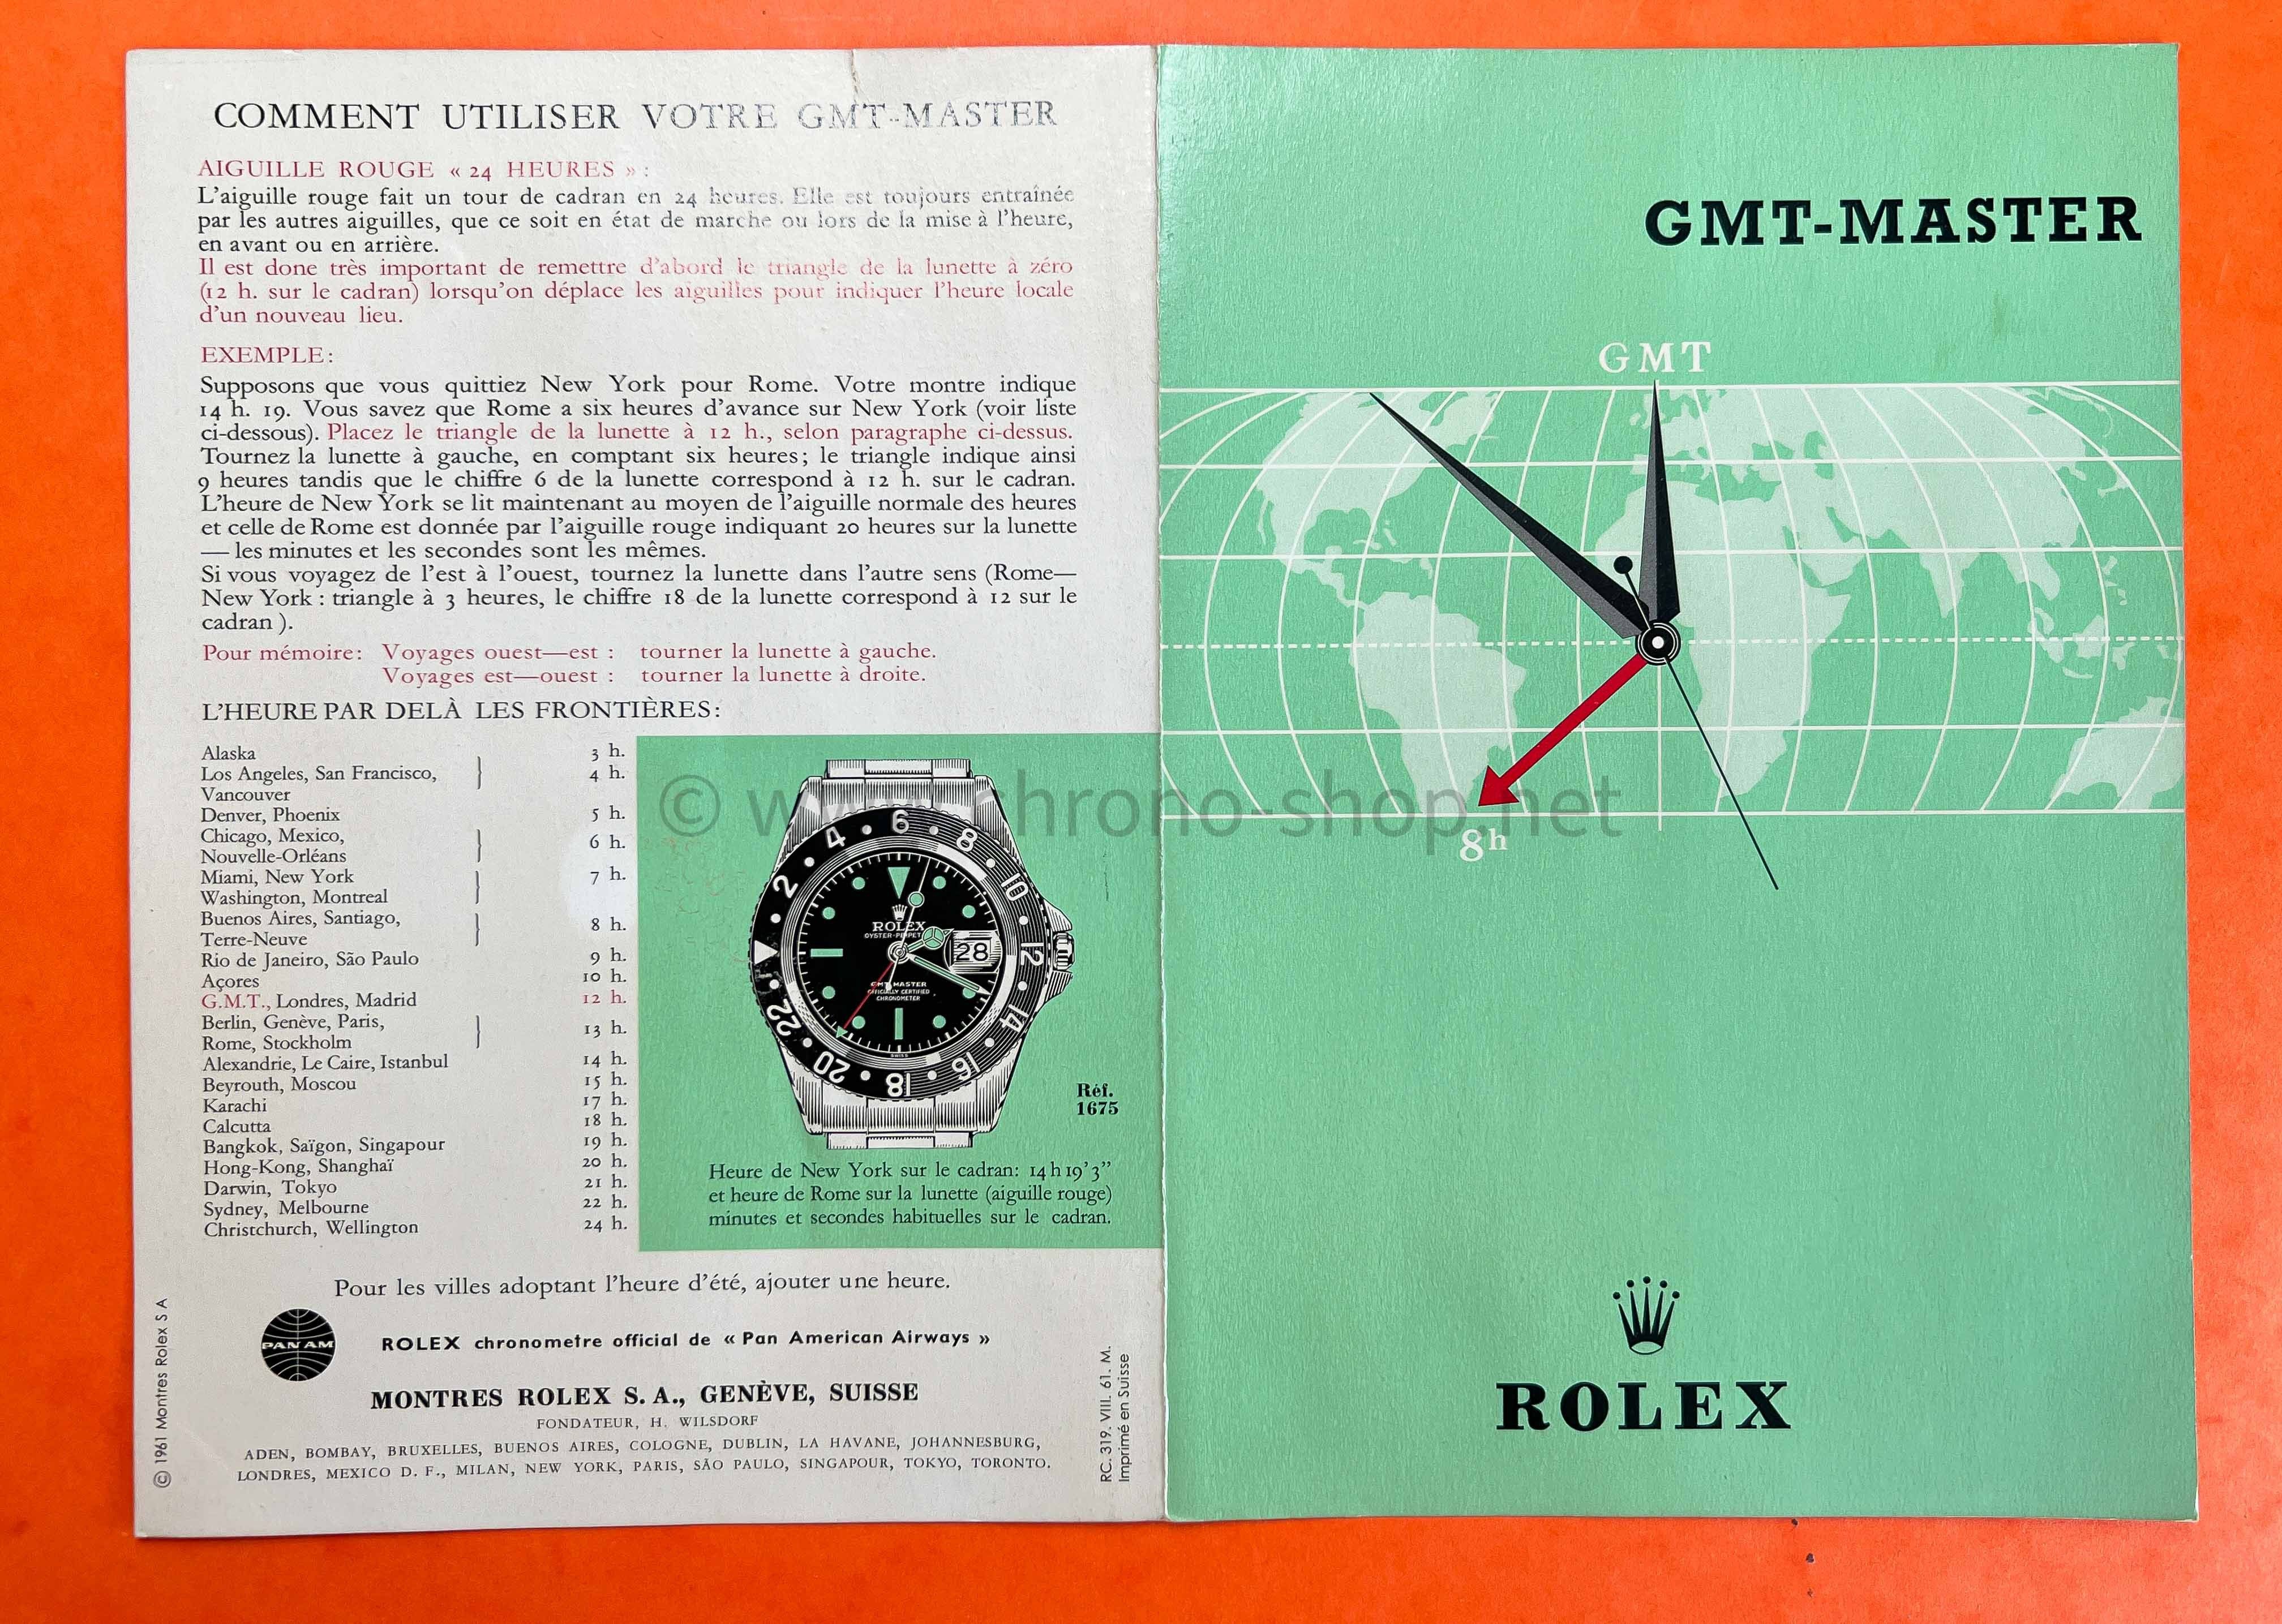 COMMENT UTILISER VOTRE GMT-MASTER
AIGUILLE ROUGE « 24 HEURES » :
L'aiguille rouge fait un tour de cadran en 24 heures. Elle est toujours entraînée
par les autres aiguilles, que ce soit en état de marche ou lors de la mise à l'heure,
en avant ou en arrière.
Il est donc très important de remettre d'abord le triangle de la lunette à zéro
(12 h. sur le cadran) lorsqu'on déplace les aiguilles pour indiquer l'heure locale
d'un nouveau lieu.
EXEMPLE:
Supposons que vous quittiez New York pour Rome. Votre montre indique
14 h. 19. Vous savez que Rome a six heures d'avance sur New York (voir liste
ci-dessous). Placez le triangle de la lunette à 12 h., selon paragraphe ci-dessus.
Tournez la lunette à gauche, en comptant six heures; le triangle indique ainsi
9 heures tandis que le chiffre 6 de la lunette correspond à 12 h. sur le cadran.
L'heure de New York se lit maintenant au moyen de l'aiguille normale des heures
et celle de Rome est donnée par l'aiguille rouge indiquant 20 heures sur la lunette
— les minutes et les secondes sont les mêmes.
Si vous voyagez de l'est à l'ouest, tournez la lunette dans l'autre sens (Rome—
New York : triangle à 3 heures, le chiffre 18 de la lunette correspond à 12 sur le
cadran ).
Pour mémoire: Voyages ouest—est : tourner la lunette à gauche.
Voyages est—ouest : tourner la lunette à droite.
L'HEURE PAR DELÀ LES FRONTIÈRES:
Alaska 3 h.
Los Angeles, San Francisco, 4 h.
Vancouver
Denver, Phoenix 5 h.
Chicago, Mexico, 6 h.
Nouvelle-Orléans
Miami, New York 7 h.
Washington, Montreal
Buenos Aires, Santiago, 8 h.
Terre-Neuve
Rio de Janeiro, São Paulo 9 h.
Açores 10 h.
G.M.T., Londres, Madrid 12 h.
Berlin, Genève, Paris, 13 h.
Rome, Stockholm
Alexandrie, Le Caire, Istanbul 14 h.
Beyrouth, Moscou 15 h.
Karachi 17 h.
Calcutta 18 h.
Bangkok, Saïgon, Singapour 19 h.
Hong-Kong, Shanghaï 20 h.
Darwin, Tokyo 21 h.
Sydney, Melbourne 22 h.
Christchurch, Wellington 24 h.
2 4 6 8 10 12 14 16 18 20 22
ROLEX
28
GMT MASTER
OFFICIALLY CERTIFIED
CHRONOMETER
SWISS
Réf.
1675
Heure de New York sur le cadran: 14 h 19' 3"
et heure de Rome sur la lunette (aiguille rouge)
minutes et secondes habituelles sur le cadran.
Pour les villes adoptant l'heure d'été, ajouter une heure.
PAN AM
ROLEX chronometre official de « Pan American Airways »
MONTRES ROLEX S. A., GENÈVE, SUISSE
FONDATEUR, H. WILSDORF
ADEN, BOMBAY, BRUXELLES, BUENOS AIRES, COLOGNE, DUBLIN, LA HAVANE, JOHANNESBURG,
LONDRES, MEXICO D. F., MILAN, NEW YORK, PARIS, SÃO PAULO, SINGAPOUR, TOKYO, TORONTO.
© 1961 Montres Rolex S A
RC. 319. VIII. 61. M.
Imprimé en Suisse
GMT-MASTER
GMT
8h
ROLEX
© www.chrono-shop.net